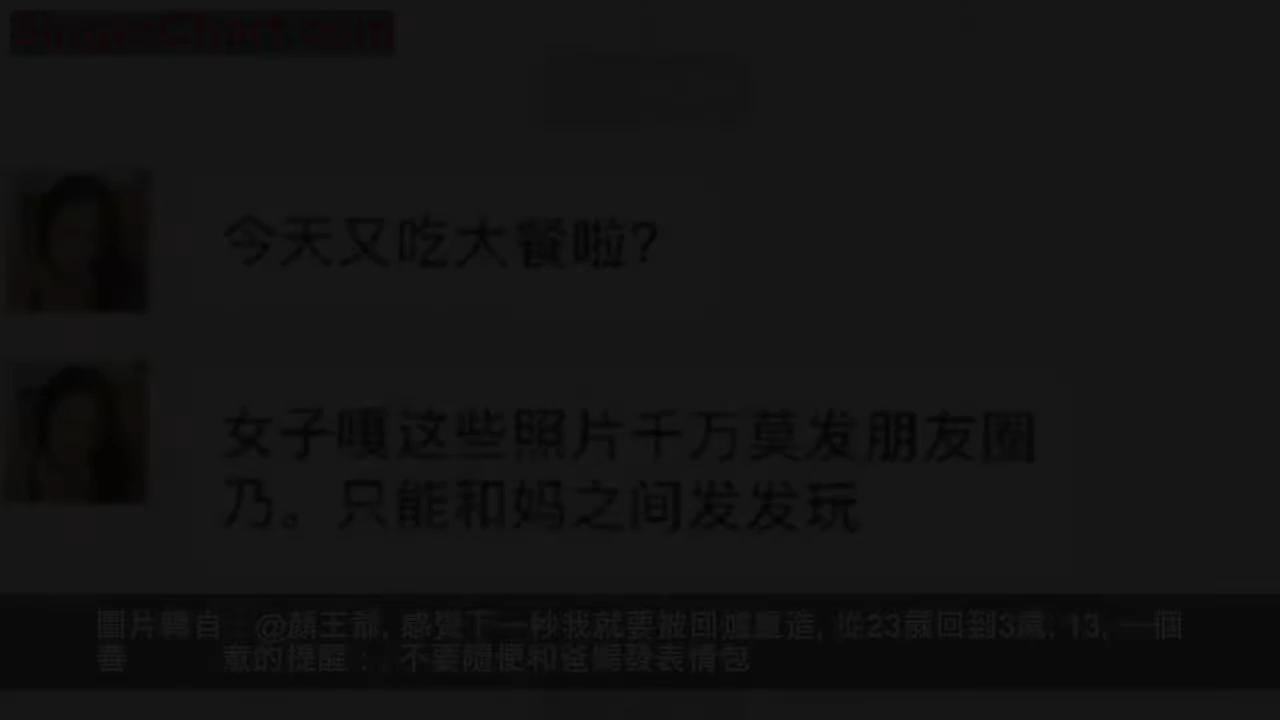 今天又吃大餐啦?
女子嘎这些照片千万莫发朋友圈
乃。只能和妈之间发发玩
圖片轉自 @顏王爺, 感覺下一秒我就要被回爐重造, 從23歲回到3歲, 13, 一個
善 意的提醒:, 不要隨便和爸媽發表情包